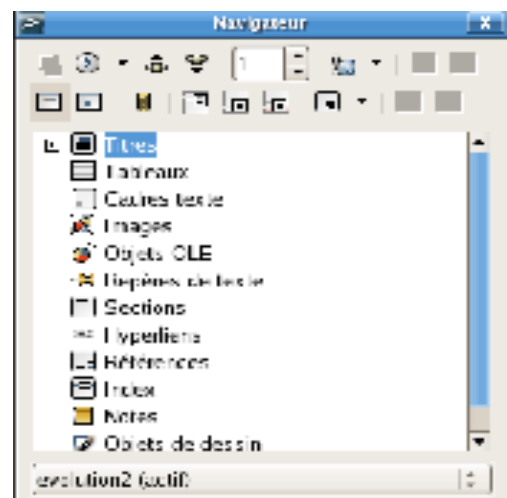 Navigateur
1
Titres
Tableaux
Cadres texte
Images
Objets OLE
Repères de texte
Sections
Hyperliens
Références
Index
Notes
Objets de dessin
evolution2 (actif)